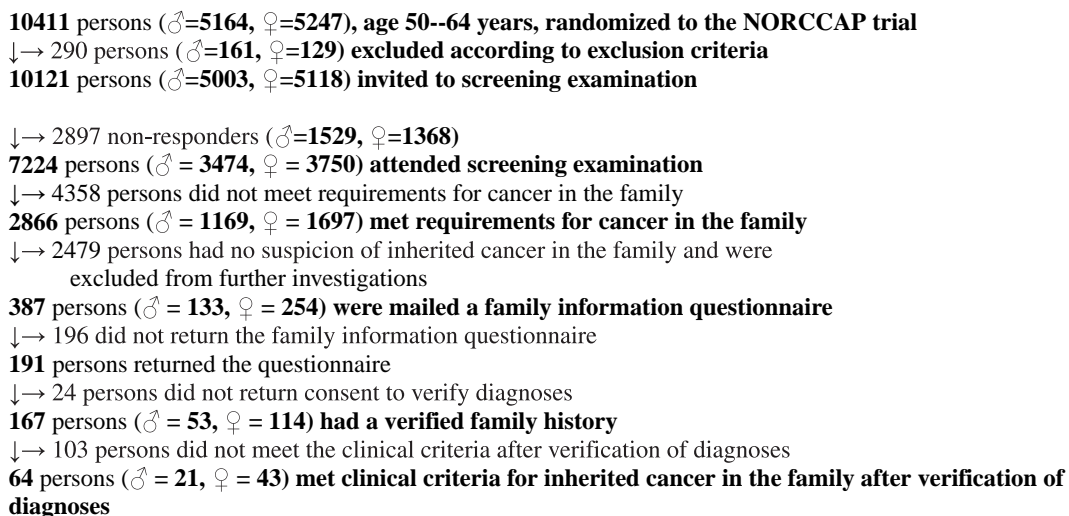 10411 persons (♂=5164, ♀=5247), age 50--64 years, randomized to the NORCCAP trial
↓→ 290 persons (♂=161, ♀=129) excluded according to exclusion criteria
10121 persons (♂=5003, ♀=5118) invited to screening examination
↓→ 2897 non-responders (♂=1529, ♀=1368)
7224 persons (♂ = 3474, ♀ = 3750) attended screening examination
↓→ 4358 persons did not meet requirements for cancer in the family
2866 persons (♂ = 1169, ♀ = 1697) met requirements for cancer in the family
↓→ 2479 persons had no suspicion of inherited cancer in the family and were
excluded from further investigations
387 persons (♂ = 133, ♀ = 254) were mailed a family information questionnaire
↓→ 196 did not return the family information questionnaire
191 persons returned the questionnaire
↓→ 24 persons did not return consent to verify diagnoses
167 persons (♂ = 53, ♀ = 114) had a verified family history
↓→ 103 persons did not meet the clinical criteria after verification of diagnoses
64 persons (♂ = 21, ♀ = 43) met clinical criteria for inherited cancer in the family after verification of
diagnoses